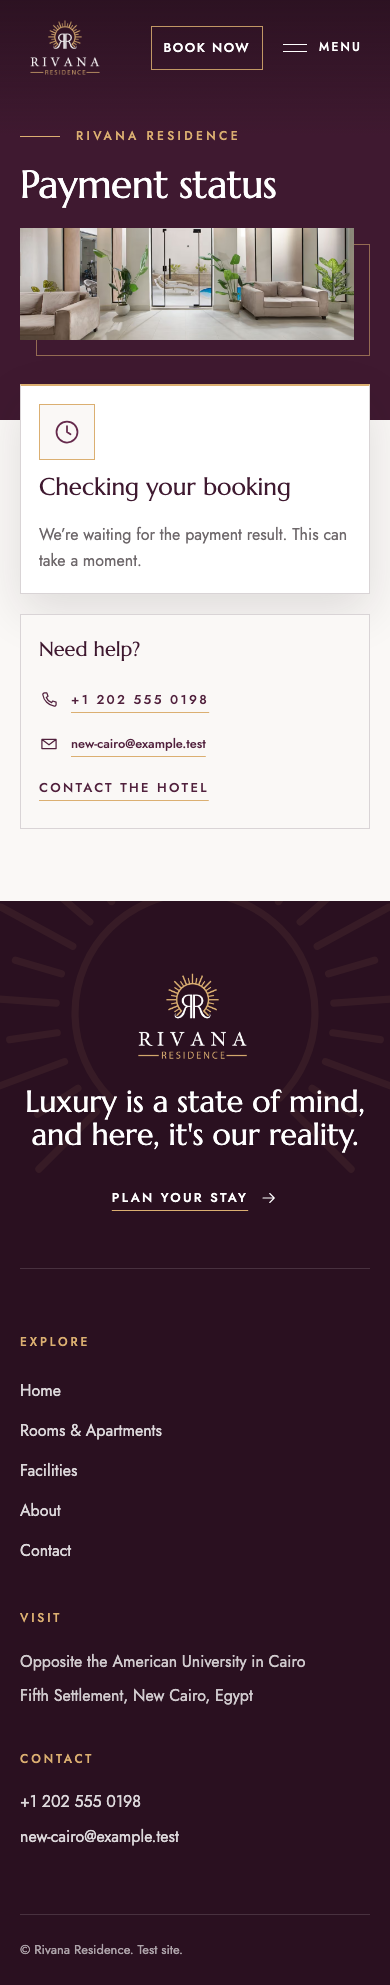 RIVANA
RESIDENCE
BOOK NOW
MENU
RIVANA RESIDENCE
Payment status
Checking your booking
We're waiting for the payment result. This can
take a moment.
Need help?
+1 202 555 0198
new-cairo@example.test
CONTACT THE HOTEL
RIVANA
RESIDENCE
Luxury is a state of mind,
and here, it's our reality.
PLAN YOUR STAY
EXPLORE
Home
Rooms & Apartments
Facilities
About
Contact
VISIT
Opposite the American University in Cairo
Fifth Settlement, New Cairo, Egypt
CONTACT
+1 202 555 0198
new-cairo@example.test
© Rivana Residence. Test site.